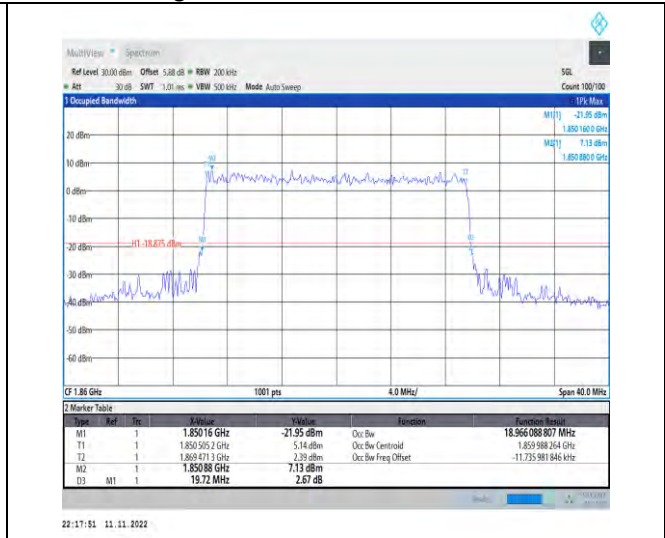 MultiView Spectrum
Ref Level 30.00 dBm Offset 5.88 dB RBW 200 kHz SGL
Att 30 dB SWT 1.01 ms VBW 500 kHz Mode Auto Sweep Count 100/100
1 Occupied Bandwidth 1Pk Max
M1[1] -21.95 dBm
1.850 160 0 GHz
M2[1] 7.13 dBm
1.850 880 0 GHz
20 dBm
10 dBm
0 dBm
-10 dBm
H1 -18.875 dBm
-20 dBm
-30 dBm
-40 dBm
-50 dBm
-60 dBm
CF 1.86 GHz 1001 pts 4.0 MHz/ Span 40.0 MHz
2 Marker Table
Type Ref Trc X-Value Y-Value Function Function Result
M1 1 1.85016 GHz -21.95 dBm Occ Bw 18.966 088 807 MHz
T1 1 1.850 505 2 GHz 5.14 dBm Occ Bw Centroid 1.859 988 264 GHz
T2 1 1.869 471 3 GHz 2.39 dBm Occ Bw Freq Offset -11.735 981 846 kHz
M2 1 1.85088 GHz 7.13 dBm
D3 M1 1 19.72 MHz 2.67 dB
22:17:51 11.11.2022